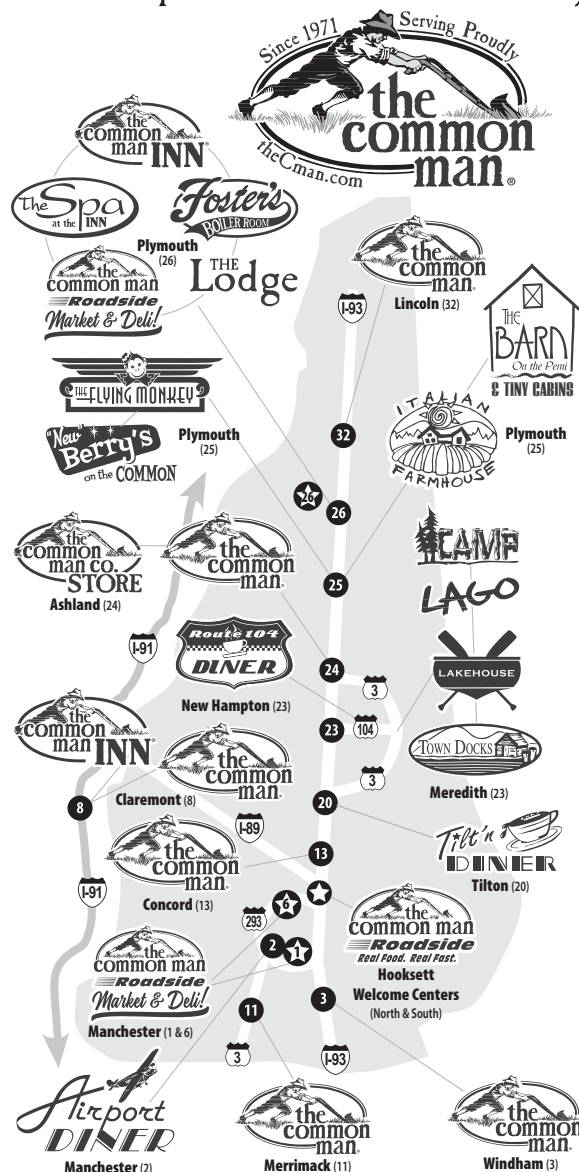 Since 1971
Serving Proudly
the
common
man®
theCman.com
the
common
man INN®
The Spa
at the INN
Foster's
BOILER ROOM
Plymouth
(26)
the
common man
Roadside
Market & Deli!
THE
Lodge
the
common
man®
Lincoln (32)
I-93
THE
BARN
On the Pemi
& TINY CABINS
THE FLYING MONKEY
"New"
Berry's
on the COMMON
Plymouth
(25)
ITALIAN
FARMHOUSE
Plymouth
(25)
32
26
26
25
the
common
man co.
STORE
Ashland (24)
the
common
man®
CAMP
LAGO
I-91
Route 104
DINER
New Hampton (23)
24
3
23
104
3
LAKEHOUSE
TOWN DOCKS
Meredith (23)
the
common
man INN®
8
the
common
man®
Claremont (8)
I-89
20
Tilt'n
DINER
Tilton (20)
the
common
man®
Concord (13)
13
I-91
293
6
2
1
the
common man
Roadside
Real Food. Real Fast.
Hooksett
Welcome Centers
(North & South)
the
common man
Roadside
Market & Deli!
Manchester (1 & 6)
11
3
3
I-93
Airport
DINER
Manchester (2)
the
common
man®
Merrimack (11)
the
common
man®
Windham (3)